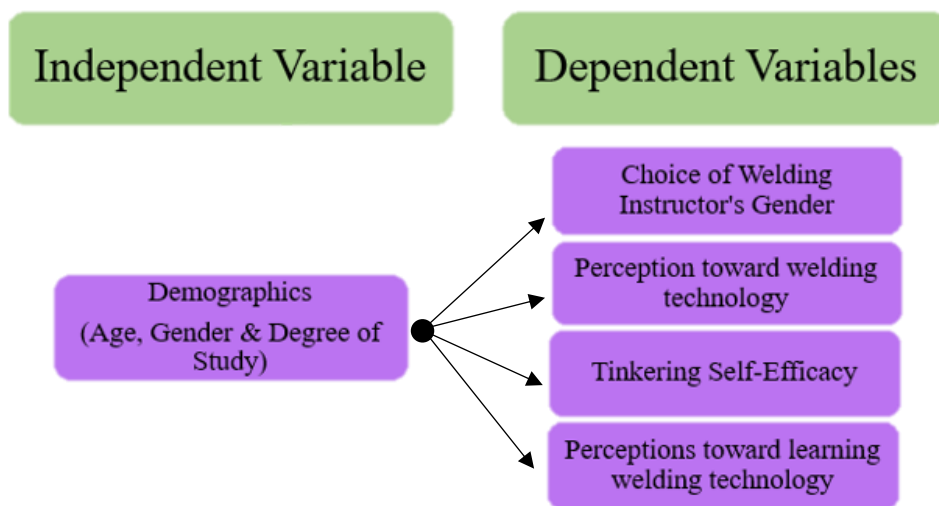 Independent Variable
Dependent Variables
Choice of Welding
Instructor's Gender
Perception toward welding
technology
Demographics
(Age, Gender & Degree of
Study)
Tinkering Self-Efficacy
Perceptions toward learning
welding technology